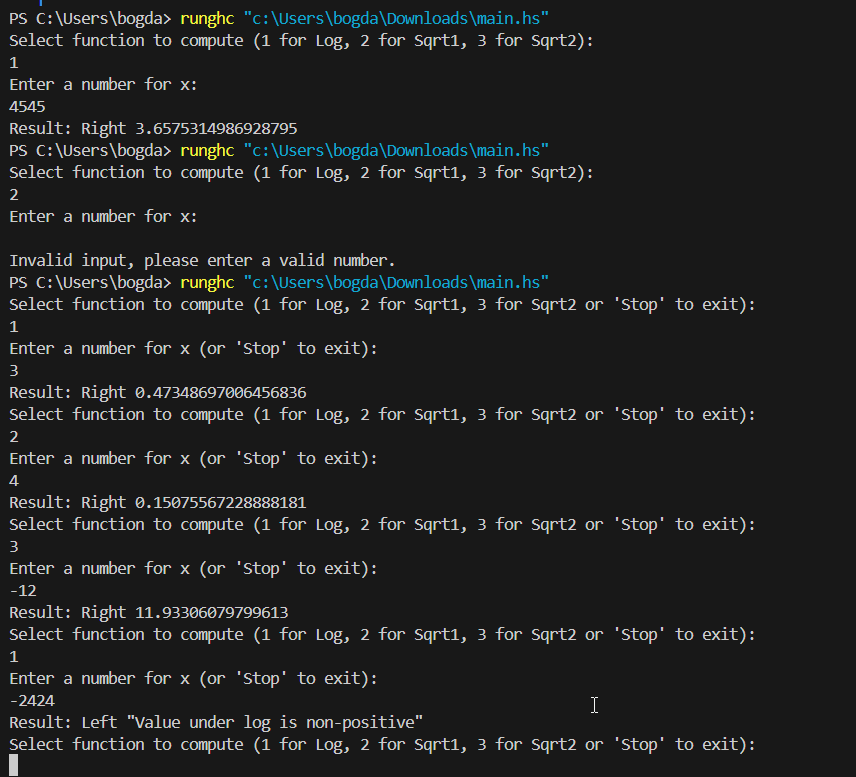 PS C:\Users\bogda> runghc "c:\Users\bogda\Downloads\main.hs"
Select function to compute (1 for Log, 2 for Sqrt1, 3 for Sqrt2):
1
Enter a number for x:
4545
Result: Right 3.6575314986928795
PS C:\Users\bogda> runghc "c:\Users\bogda\Downloads\main.hs"
Select function to compute (1 for Log, 2 for Sqrt1, 3 for Sqrt2):
2
Enter a number for x:
Invalid input, please enter a valid number.
PS C:\Users\bogda> runghc "c:\Users\bogda\Downloads\main.hs"
Select function to compute (1 for Log, 2 for Sqrt1, 3 for Sqrt2 or 'Stop' to exit):
1
Enter a number for x (or 'Stop' to exit):
3
Result: Right 0.47348697006456836
Select function to compute (1 for Log, 2 for Sqrt1, 3 for Sqrt2 or 'Stop' to exit):
2
Enter a number for x (or 'Stop' to exit):
4
Result: Right 0.15075567228888181
Select function to compute (1 for Log, 2 for Sqrt1, 3 for Sqrt2 or 'Stop' to exit):
3
Enter a number for x (or 'Stop' to exit):
-12
Result: Right 11.93306079799613
Select function to compute (1 for Log, 2 for Sqrt1, 3 for Sqrt2 or 'Stop' to exit):
1
Enter a number for x (or 'Stop' to exit):
-2424
Result: Left "Value under log is non-positive"
Select function to compute (1 for Log, 2 for Sqrt1, 3 for Sqrt2 or 'Stop' to exit):